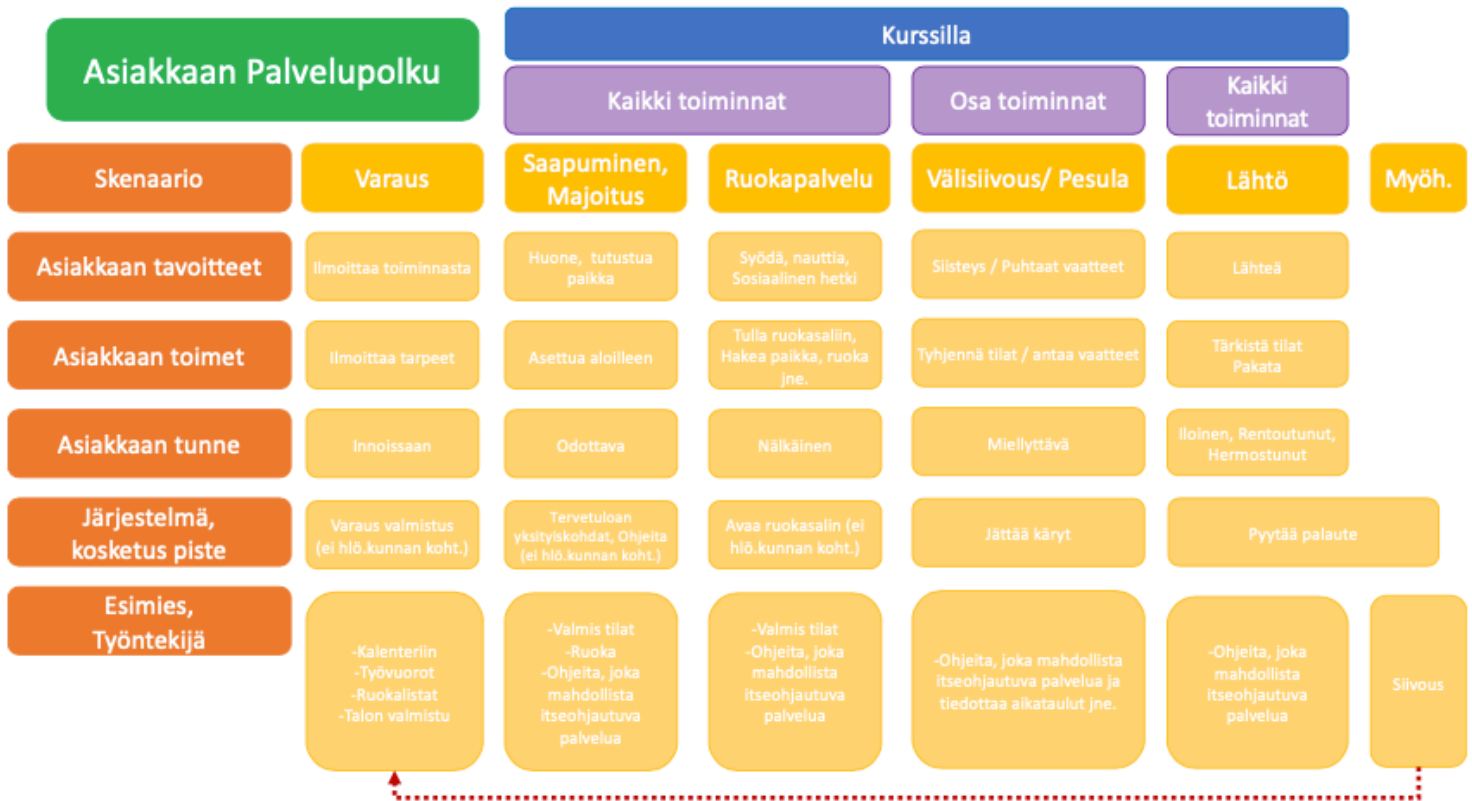 Asiakkaan Palvelupolku
Kurssilla
Kaikki toiminnat
Osa toiminnat
Kaikki
toiminnat
Skenaario
Varaus
Saapuminen,
Majoitus
Ruokapalvelu
Välisiivous/ Pesula
Lähtö
Myöh.
Asiakkaan tavoitteet
Ilmoittaa toiminnasta
Huone, tutustua
paikka
Syödä, nauttia,
Sosiaalinen hetki
Siisteys / Puhtaat vaatteet
Lähteä
Asiakkaan toimet
Ilmoittaa tarpeet
Asettua aloilleen
Tulla ruokasaliin,
Hakea paikka, ruoka
jne.
Tyhjennä tilat / antaa vaatteet
Tärkistä tilat
Pakata
Asiakkaan tunne
Innoissaan
Odottava
Nälkäinen
Miellyttävä
Iloinen, Rentoutunut,
Hermostunut
Järjestelmä,
kosketus piste
Varaus valmistus
(ei hlö.kunnan koht.)
Tervetuloan
yksityiskohdat, Ohjeita
(ei hlö.kunnan koht.)
Avaa ruokasalin (ei
hlö.kunnan koht.)
Jättää käryt
Pyytää palaute
Esimies,
Työntekijä
-Kalenteriin
-Työvuorot
-Ruokalistat
-Talon valmistu
-Valmis tilat
-Ruoka
-Ohjeita, joka
mahdollista
itseohjautuva
palvelua
-Valmis tilat
-Ohjeita, joka
mahdollista
itseohjautuva
palvelua
-Ohjeita, joka mahdollista
itseohjautuva palvelua ja
tiedottaa aikataulut jne.
-Ohjeita, joka
mahdollista
itseohjautuva
palvelua
Siivous